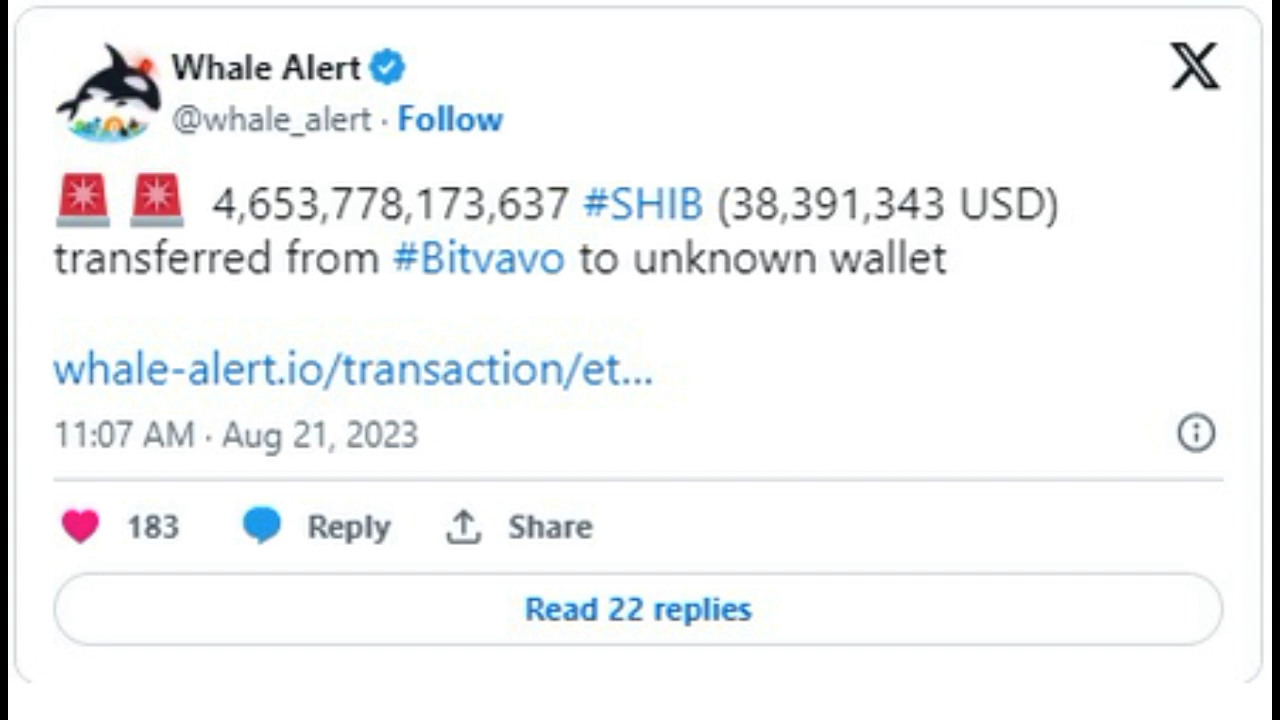 Whale Alert
@whale_alert · Follow
🚨 🚨 4,653,778,173,637 #SHIB (38,391,343 USD)
transferred from #Bitvavo to unknown wallet
whale-alert.io/transaction/et...
11:07 AM · Aug 21, 2023
183 Reply Share
Read 22 replies